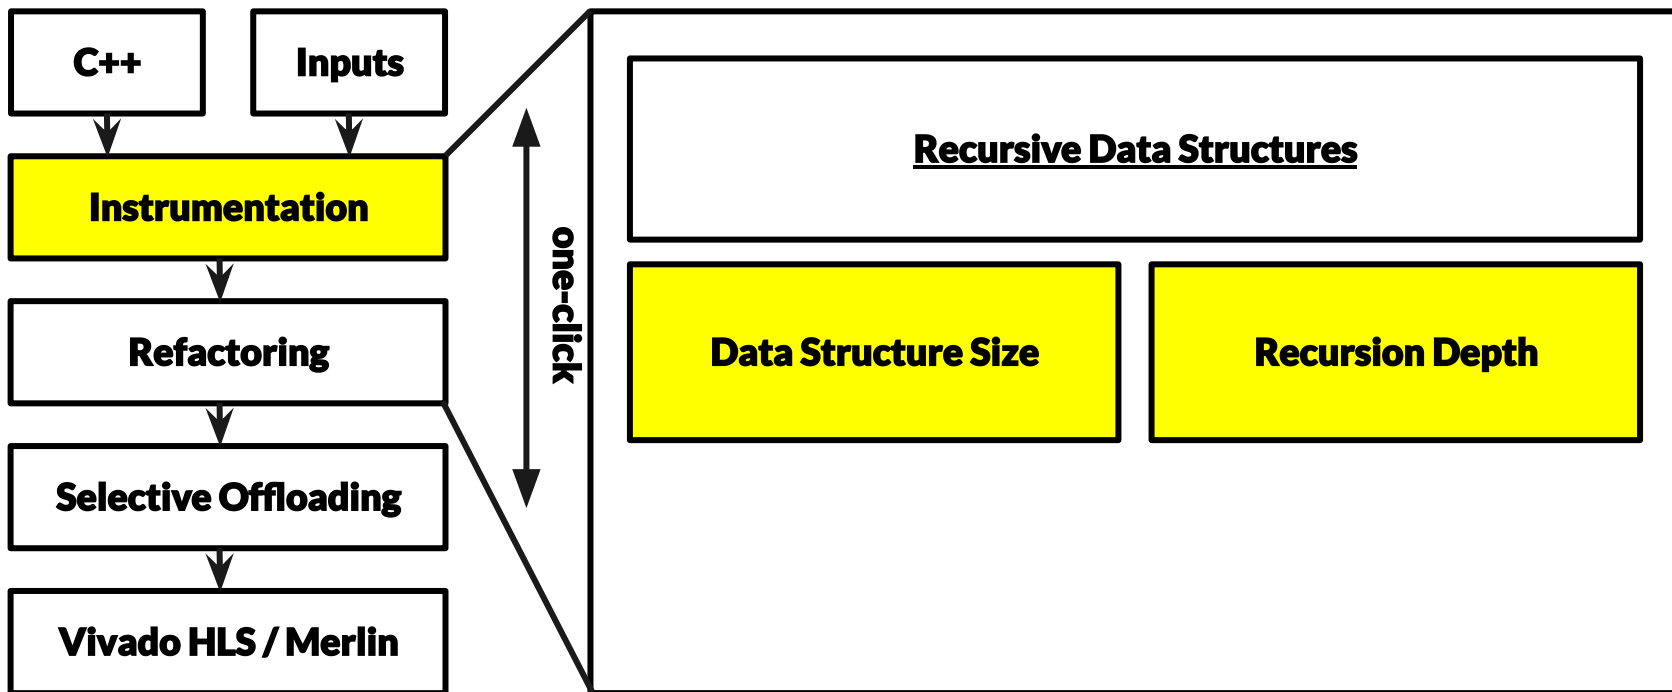 C++
Inputs
Instrumentation
Refactoring
Selective Offloading
Vivado HLS / Merlin
one-click
Recursive Data Structures
Data Structure Size
Recursion Depth